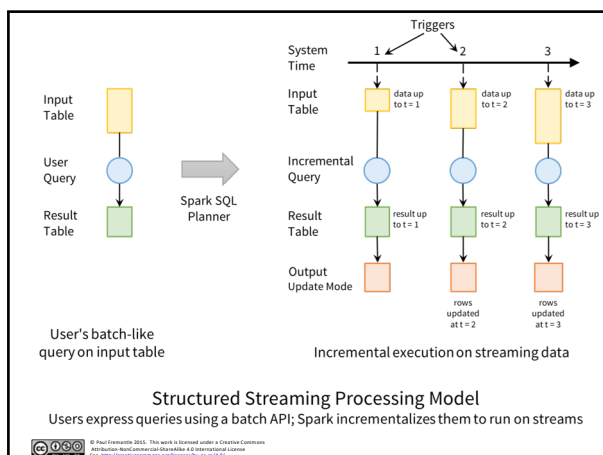 Triggers
System
Time
1
2
3
Input
Table
User
Query
Result
Table
Spark SQL
Planner
Input
Table
data up
to t = 1
data up
to t = 2
data up
to t = 3
Incremental
Query
Result
Table
result up
to t = 1
result up
to t = 2
result up
to t = 3
Output
Update Mode
rows
updated
at t = 2
rows
updated
at t = 3
User's batch-like
query on input table
Incremental execution on streaming data
Structured Streaming Processing Model
Users express queries using a batch API; Spark incrementalizes them to run on streams
© Paul Fremantle 2015. This work is licensed under a Creative Commons
Attribution-NonCommercial-ShareAlike 4.0 International License